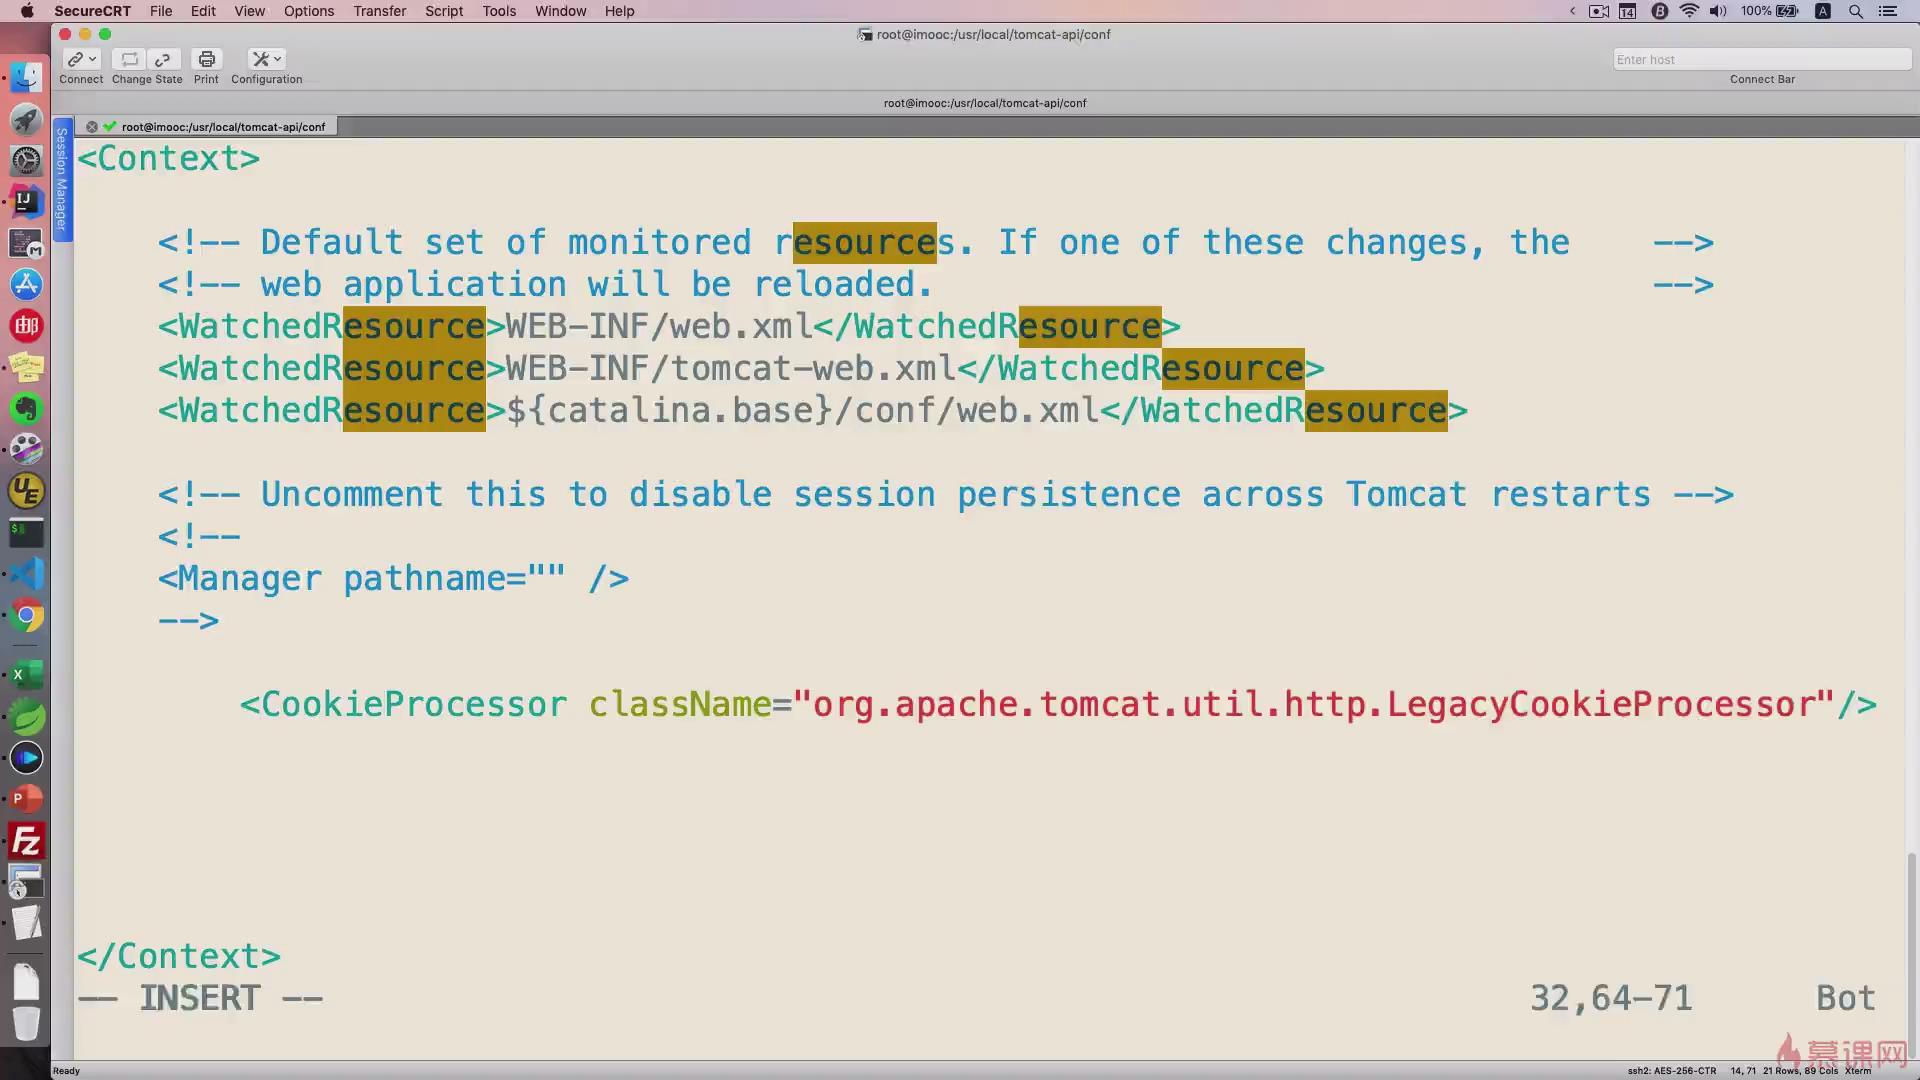 SecureCRT File Edit View Options Transfer Script Tools Window Help 14 100% A
root@imooc:/usr/local/tomcat-api/conf
Connect Change State Print Configuration
Enter host
Connect Bar
root@imooc:/usr/local/tomcat-api/conf
root@imooc:/usr/local/tomcat-api/conf
Session Manager
<Context>
<!-- Default set of monitored resources. If one of these changes, the -->
<!-- web application will be reloaded. -->
<WatchedResource>WEB-INF/web.xml</WatchedResource>
<WatchedResource>WEB-INF/tomcat-web.xml</WatchedResource>
<WatchedResource>${catalina.base}/conf/web.xml</WatchedResource>
<!-- Uncomment this to disable session persistence across Tomcat restarts -->
<!--
<Manager pathname="" />
-->
<CookieProcessor className="org.apache.tomcat.util.http.LegacyCookieProcessor"/>
</Context>
-- INSERT -- 32,64-71 Bot
慕课网
Ready ssh2: AES-256-CTR 14, 71 21 Rows, 89 Cols Xterm